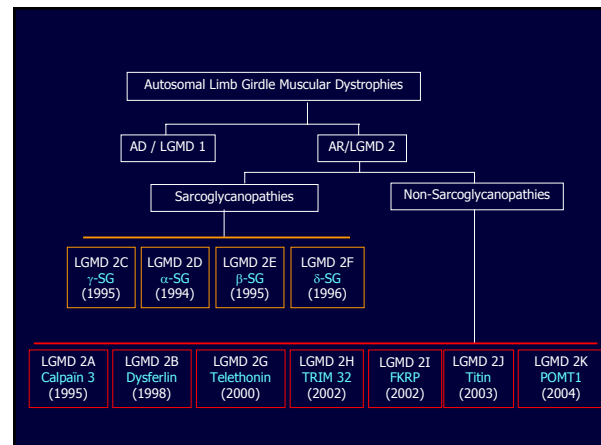 Autosomal Limb Girdle Muscular Dystrophies
AD / LGMD 1
AR/LGMD 2
Sarcoglycanopathies
Non-Sarcoglycanopathies
LGMD 2C
γ-SG
(1995)
LGMD 2D
α-SG
(1994)
LGMD 2E
β-SG
(1995)
LGMD 2F
δ-SG
(1996)
LGMD 2A
Calpaïn 3
(1995)
LGMD 2B
Dysferlin
(1998)
LGMD 2G
Telethonin
(2000)
LGMD 2H
TRIM 32
(2002)
LGMD 2I
FKRP
(2002)
LGMD 2J
Titin
(2003)
LGMD 2K
POMT1
(2004)